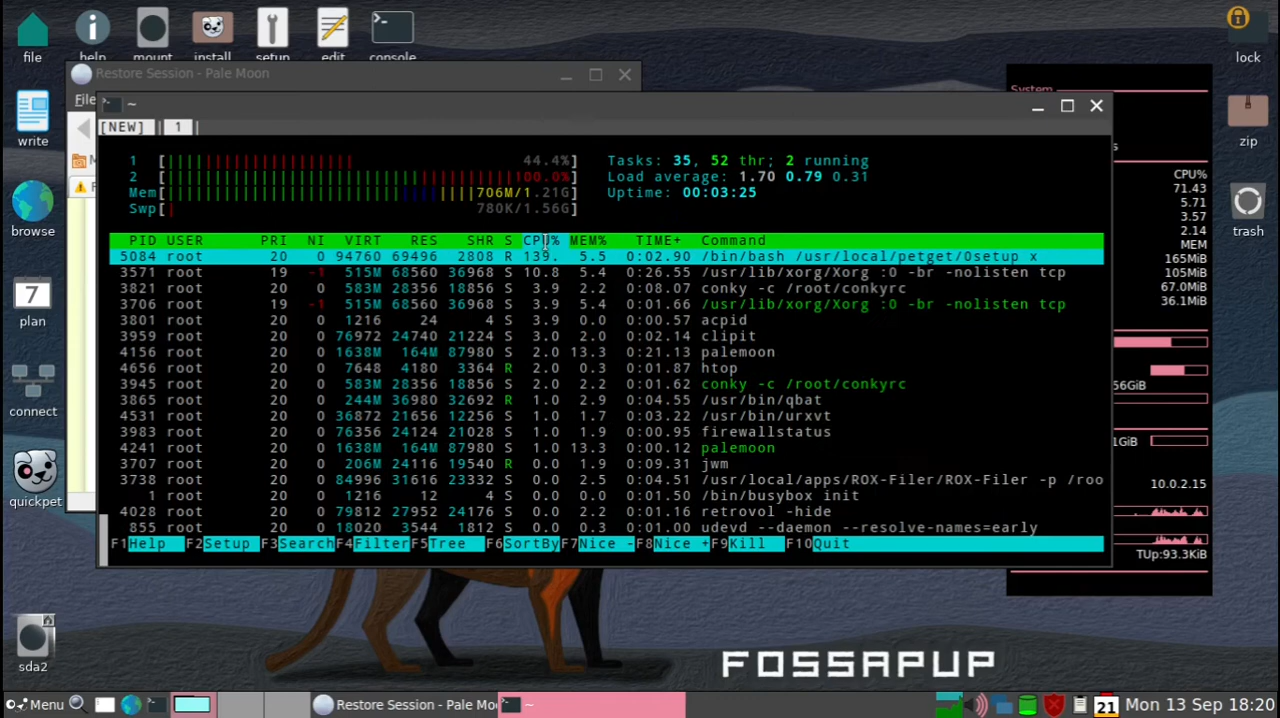 file
help
mount
install
setup
edit
console
lock
Restore Session - Pale Moon
System
File
~
write
zip
[NEW] | 1 |
1 [ 44.4%] Tasks: 35, 52 thr; 2 running
2 [ 100.0%] Load average: 1.70 0.79 0.31
Mem[ 706M/1.21G] Uptime: 00:03:25
Swp[ 780K/1.56G]
CPU%
71.43
5.71
3.57
2.14
MEM
165MiB
105MiB
67.0MiB
36.1MiB
browse
trash
plan
connect
quickpet
PID USER PRI NI VIRT RES SHR S CPU% MEM% TIME+ Command
5084 root 20 0 94760 69496 2808 R 139. 5.5 0:02.90 /bin/bash /usr/local/petget/0setup x
3571 root 19 -1 515M 68560 36968 S 10.8 5.4 0:26.55 /usr/lib/xorg/Xorg :0 -br -nolisten tcp
3821 root 20 0 583M 28356 18856 S 3.9 2.2 0:08.07 conky -c /root/conkyrc
3706 root 19 -1 515M 68560 36968 S 3.9 5.4 0:01.66 /usr/lib/xorg/Xorg :0 -br -nolisten tcp
3801 root 20 0 1216 24 4 S 3.9 0.0 0:00.57 acpid
3959 root 20 0 76972 24740 21224 S 3.0 2.0 0:02.14 clipit
4156 root 20 0 1638M 164M 87980 S 2.0 13.3 0:21.13 palemoon
4656 root 20 0 7648 4180 3364 R 2.0 0.3 0:01.87 htop
3945 root 20 0 583M 28356 18856 S 2.0 2.2 0:01.62 conky -c /root/conkyrc
3865 root 20 0 244M 36980 32692 R 1.0 2.9 0:04.55 /usr/bin/qbat
4531 root 20 0 36872 21656 12256 S 1.0 1.7 0:03.22 /usr/bin/urxvt
3983 root 20 0 76356 24124 21028 S 1.0 1.9 0:00.95 firewallstatus
4241 root 20 0 1638M 164M 87980 S 1.0 13.3 0:00.12 palemoon
3707 root 20 0 206M 24116 19540 R 0.0 1.9 0:09.31 jwm
3738 root 20 0 84996 31616 23332 S 0.0 2.5 0:04.51 /usr/local/apps/ROX-Filer/ROX-Filer -p /roo
1 root 20 0 1216 12 4 S 0.0 0.0 0:01.50 /bin/busybox init
4028 root 20 0 79812 27952 24176 S 0.0 2.2 0:01.16 retrovol -hide
855 root 20 0 18020 3544 1812 S 0.0 0.3 0:01.00 udevd --daemon --resolve-names=early
F1Help F2Setup F3SearchF4FilterF5Tree F6SortByF7Nice -F8Nice +F9Kill F10Quit
56GiB
1GiB
10.0.2.15
TUp:93.3KiB
sda2
FOSSAPUP
Menu
Restore Session - Pale Moo
~
21
Mon 13 Sep 18:20